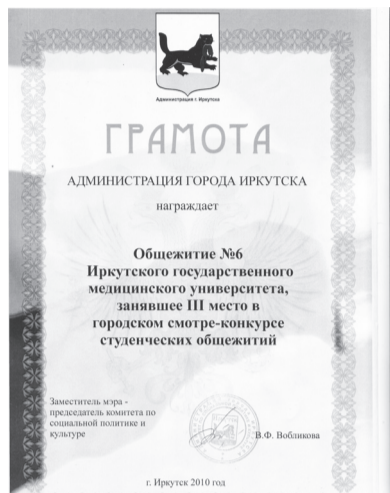 Администрация г. Иркутска
ГРАМОТА
АДМИНИСТРАЦИЯ ГОРОДА ИРКУТСКА
награждает
Общежитие №6
Иркутского государственного
медицинского университета,
занявшее III место в
городском смотре-конкурсе
студенческих общежитий
Заместитель мэра -
председатель комитета по
социальной политике и
культуре
В.Ф. Вобликова
г. Иркутск 2010 год